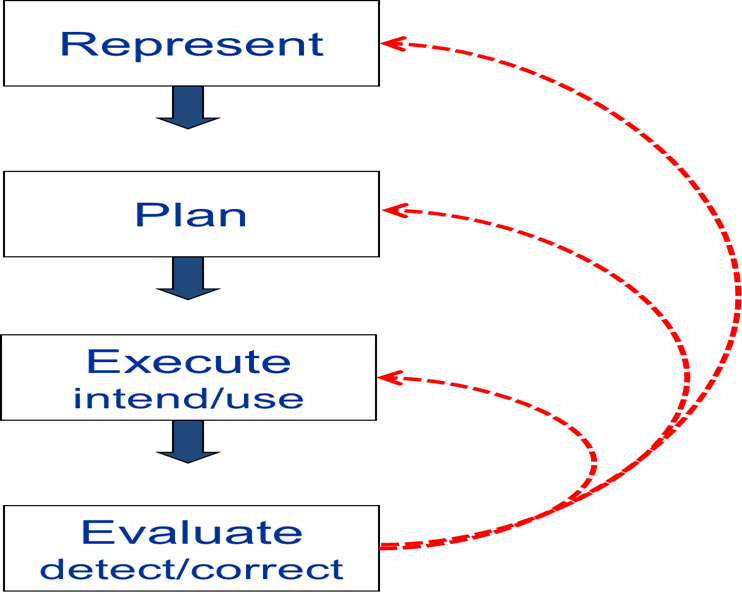 Represent
Plan
Execute
intend/use
Evaluate
detect/correct